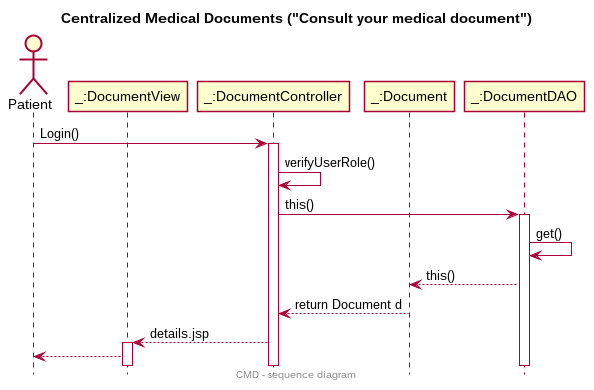 Centralized Medical Documents ("Consult your medical document")
Patient
_:DocumentView
_:DocumentController
_:Document
_:DocumentDAO
Login()
verifyUserRole()
this()
get()
this()
return Document d
details.jsp
CMD - sequence diagram